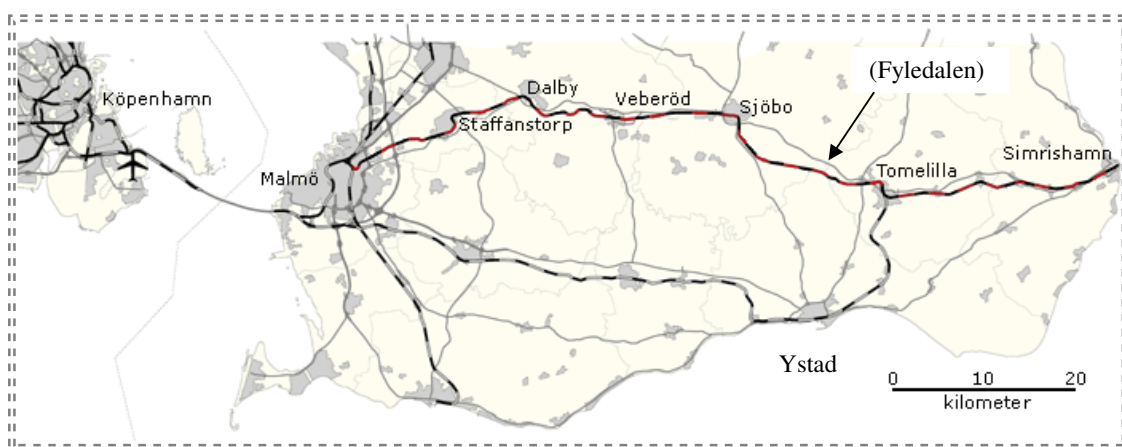 (Fyledalen)
Köpenhamn
Dalby
Veberöd
Sjöbo
Staffanstorp
Malmö
Tomelilla
Simrishamn
Ystad
0 10 20
kilometer